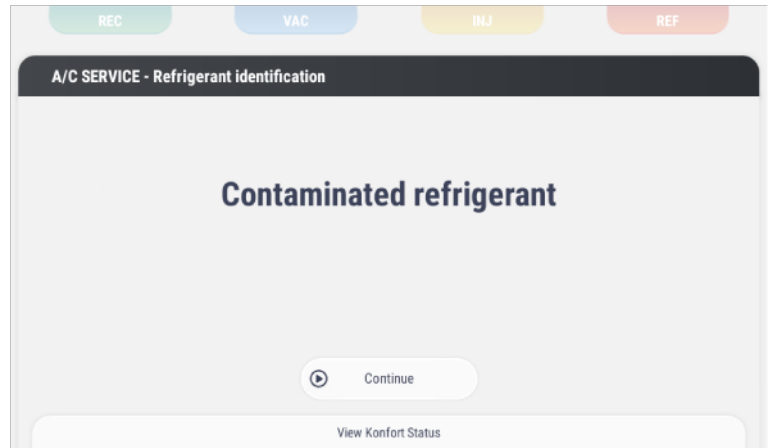 REC VAC INJ REF
A/C SERVICE - Refrigerant identification
Contaminated refrigerant
Continue
View Konfort Status